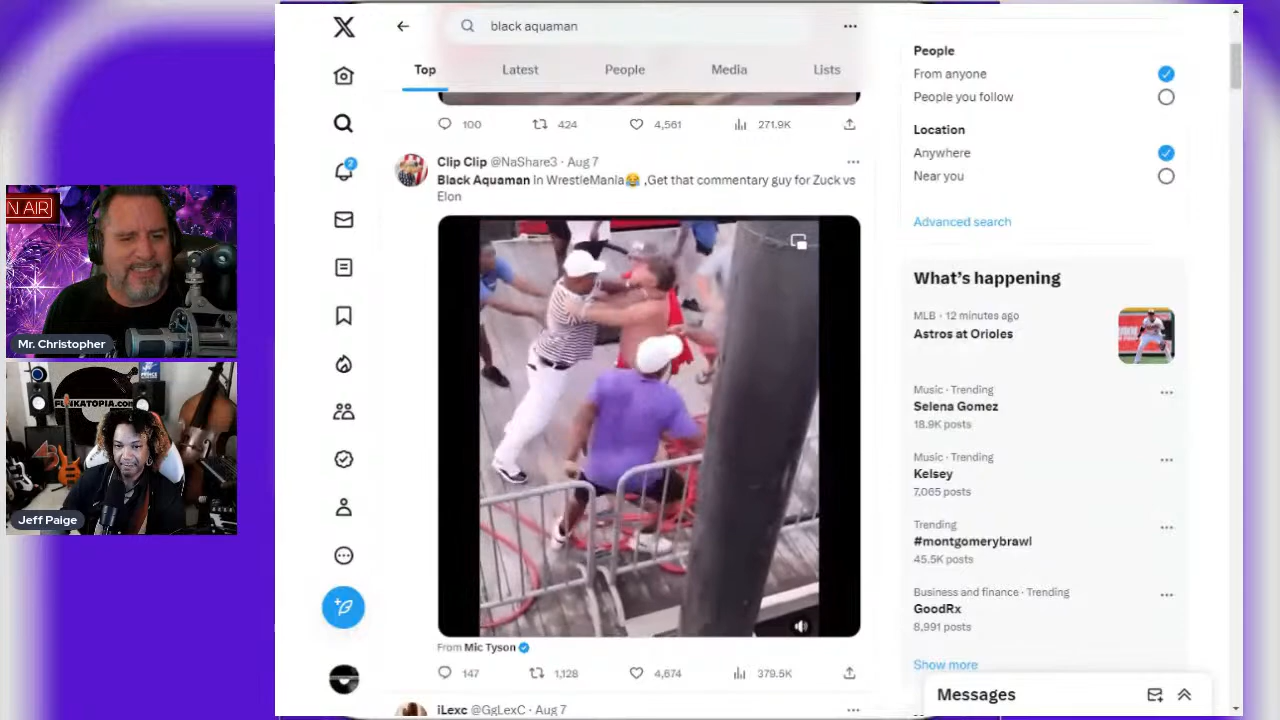 N AIR
Mr. Christopher
FUNKATOPIA.COM
Jeff Paige
X
2
black aquaman
Top
Latest
People
Media
Lists
100
424
4,561
271.9K
Clip Clip @NaShare3 · Aug 7
Black Aquaman In WrestleMania😂 ,Get that commentary guy for Zuck vs
Elon
From Mic Tyson
147
1,128
4,674
379.5K
iLexc @GgLexC · Aug 7
People
From anyone
People you follow
Location
Anywhere
Near you
Advanced search
What's happening
MLB · 12 minutes ago
Astros at Orioles
Music · Trending
Selena Gomez
18.9K posts
Music · Trending
Kelsey
7,065 posts
Trending
#montgomerybrawl
45.5K posts
Business and finance · Trending
GoodRx
8,991 posts
Show more
Messages